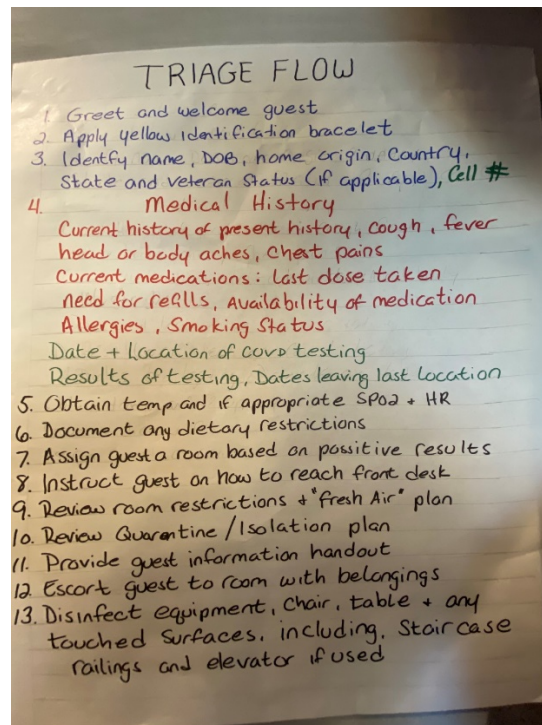 TRIAGE FLOW
1. Greet and welcome guest
2. Apply yellow Identification bracelet
3. Identfy name, DOB, home origin, Country,
State and Veteran Status (If applicable), Cell #
4. Medical History
Current history of present history, cough, fever
head or body aches, Chest pains
Current medications: Last dose taken
need for refills, Availability of medication
Allergies, Smoking Status
Date + Location of COVD testing
Results of testing, Dates leaving last location
5. Obtain temp and if appropriate SPO2 + HR
6. Document any dietary restrictions
7. Assign guest a room based on possitive results
8. Instruct guest on how to reach front desk
9. Review room restrictions + "fresh Air" plan
10. Review Quarentine / Isolation plan
11. Provide guest information handout
12 Escort guest to room with belongings
13. Disinfect equipment, Chair, table + any
touched Surfaces, including, Stair case
railings and elevator if used